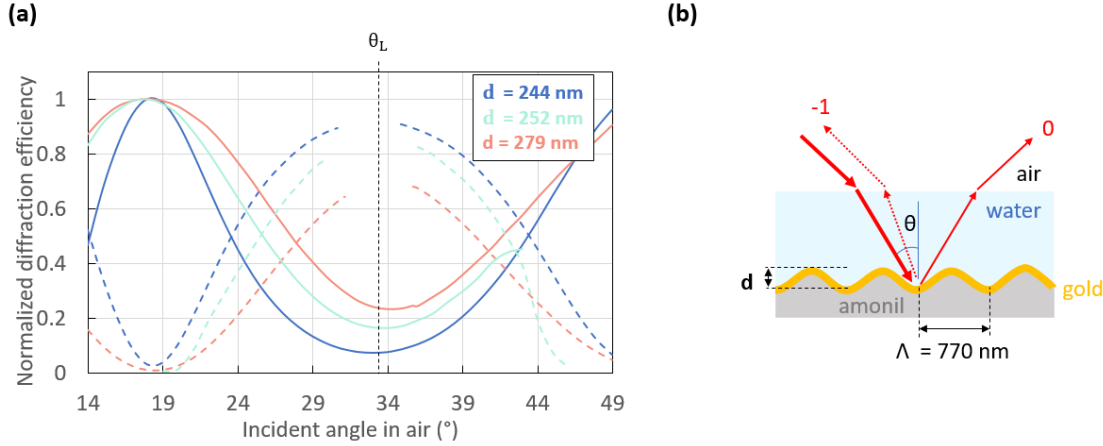 (a)
θL
Normalized diffraction efficiency
1
0.8
0.6
0.4
0.2
0
d = 244 nm
d = 252 nm
d = 279 nm
14 19 24 29 34 39 44 49
Incident angle in air (°)
(b)
-1
0
air
water
θ
d
gold
amonil
Λ = 770 nm